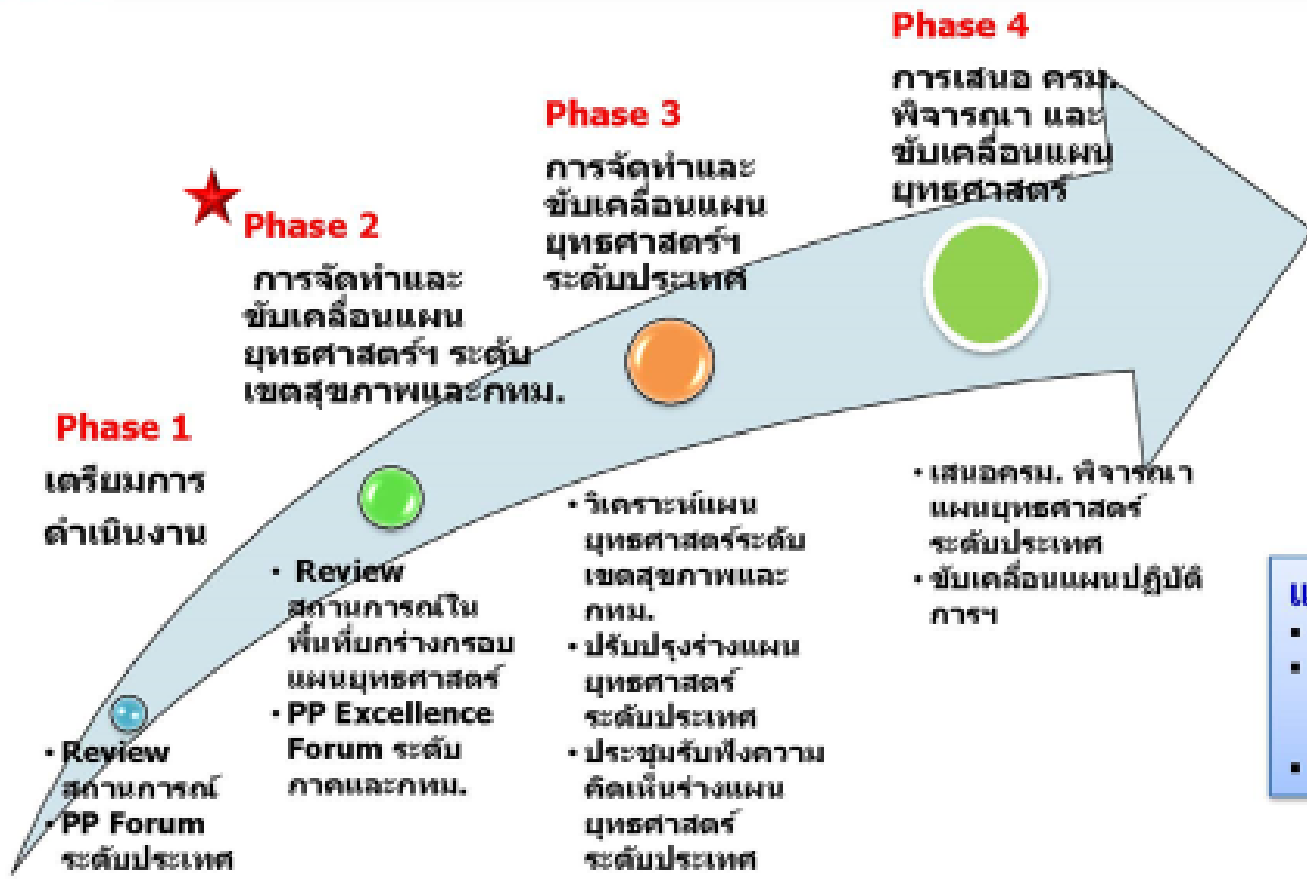 Phase 1
เตรียมการ
ดำเนินงาน
• Review
สถานการณ์
• PP Forum
ระดับประเทศ
Phase 2
การจัดทำและ
ขับเคลื่อนแผน
ยุทธศาสตร์ฯ ระดับ
เขตสุขภาพและกทม.
• Review
สถานการณ์ใน
พื้นที่ยกร่างกรอบ
แผนยุทธศาสตร์
• PP Excellence
Forum ระดับ
ภาคและกทม.
Phase 3
การจัดทำและ
ขับเคลื่อนแผน
ยุทธศาสตร์ฯ
ระดับประเทศ
• วิเคราะห์แผน
ยุทธศาสตร์ระดับ
เขตสุขภาพและ
กทม.
• ปรับปรุงร่างแผน
ยุทธศาสตร์
ระดับประเทศ
• ประชุมรับฟังความ
คิดเห็นร่างแผน
ยุทธศาสตร์
ระดับประเทศ
Phase 4
การเสนอ ครม.
พิจารณา และ
ขับเคลื่อนแผน
ยุทธศาสตร์
• เสนอครม. พิจารณา
แผนยุทธศาสตร์
ระดับประเทศ
• ขับเคลื่อนแผนปฏิบัติ
การฯ